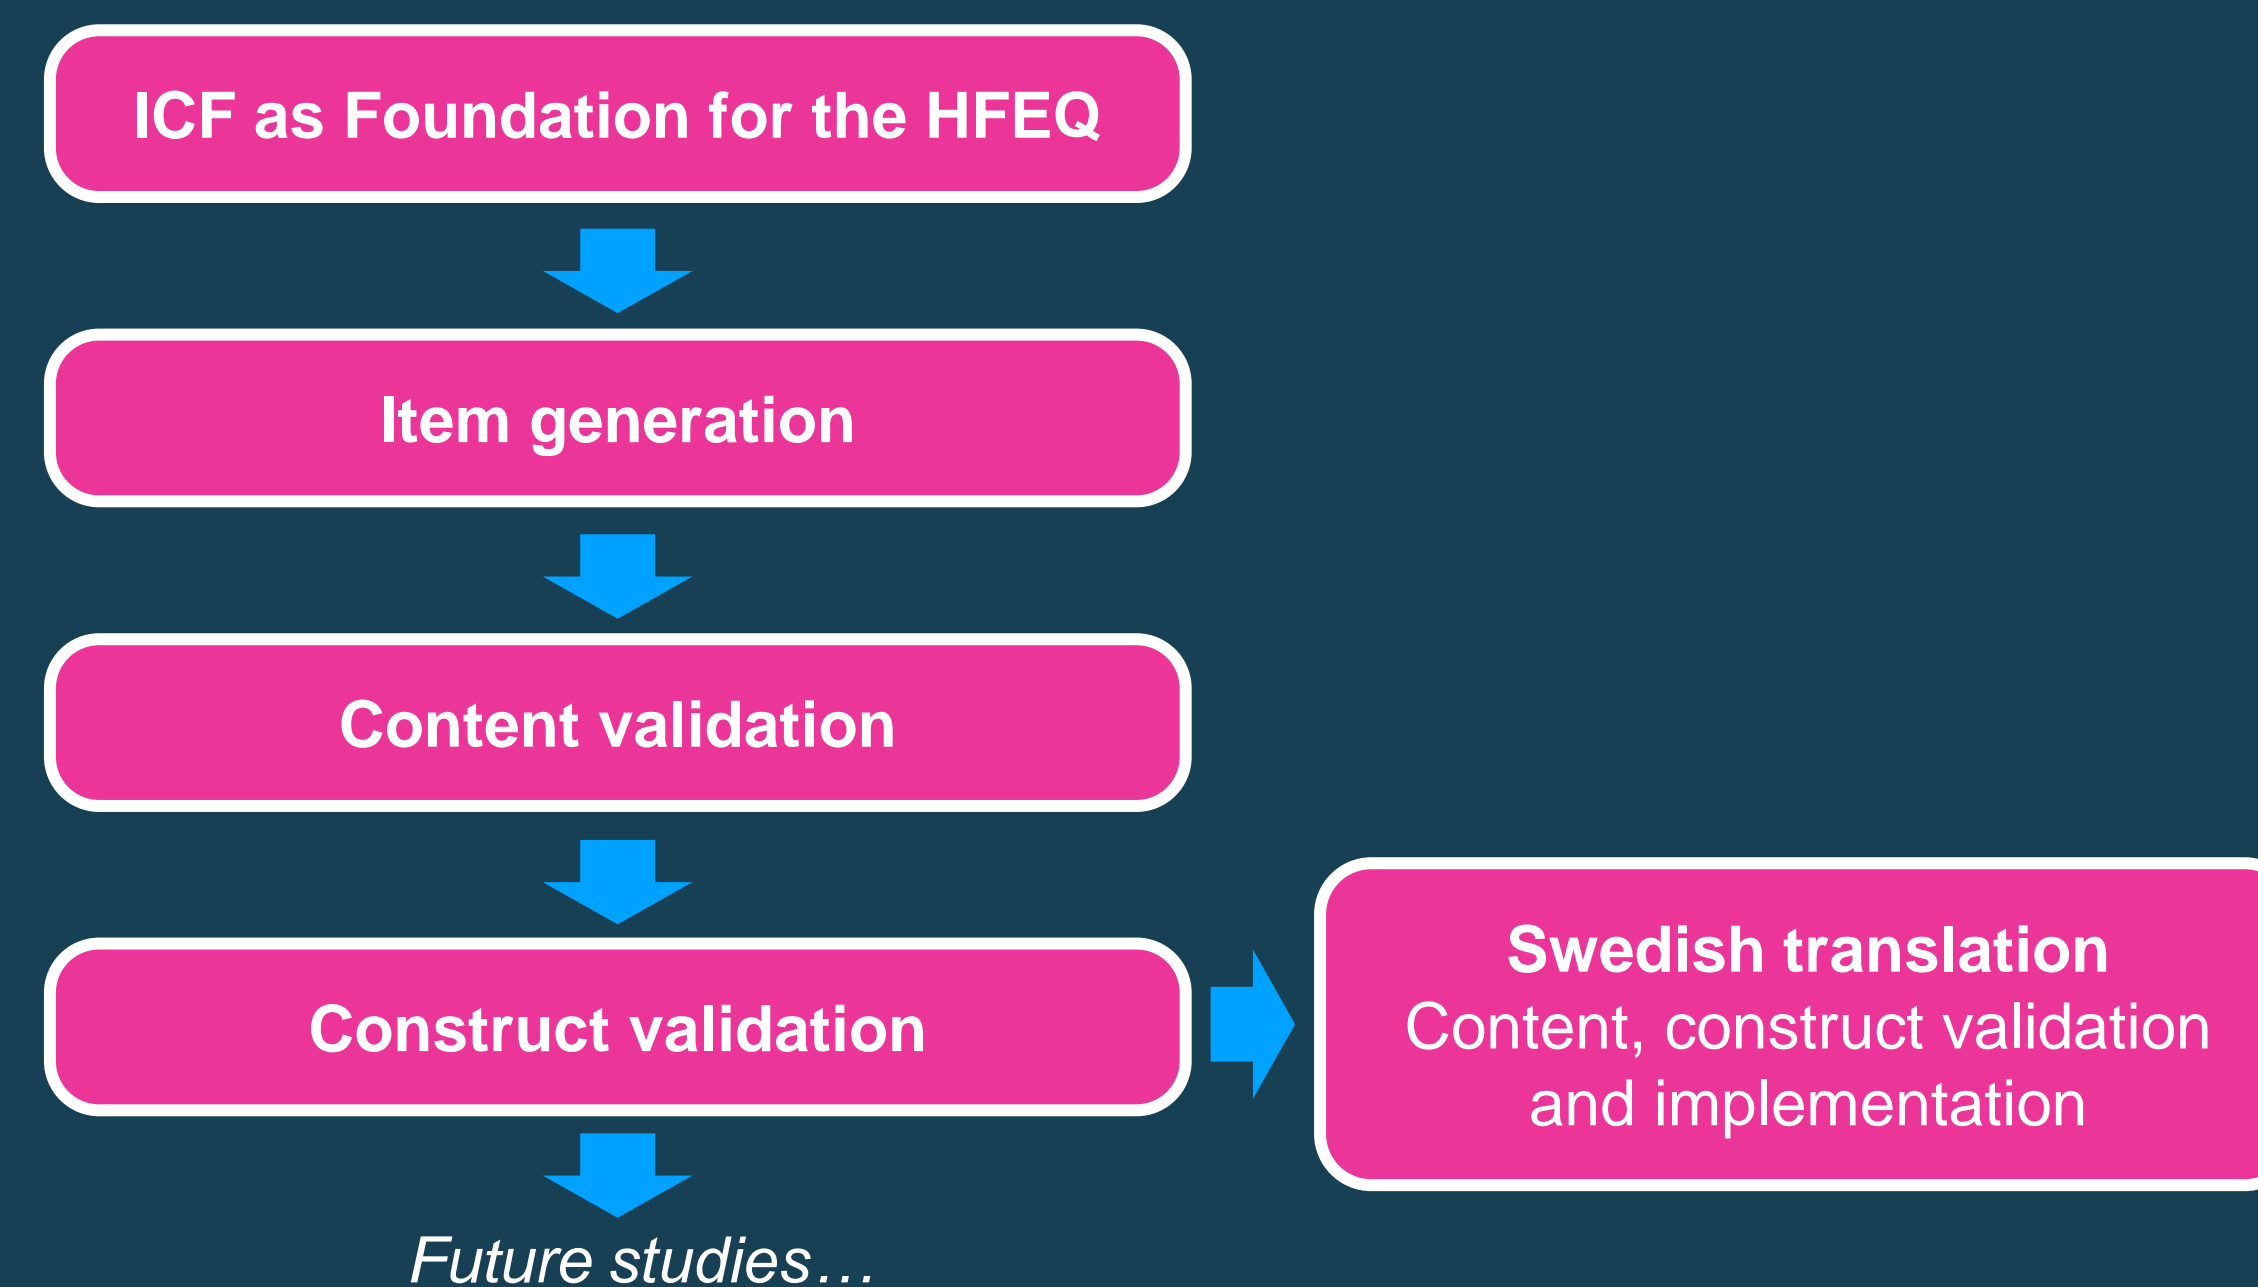 ICF as Foundation for the HFEQ
Item generation
Content validation
Construct validation
Swedish translation
Content, construct validation
and implementation
Future studies…